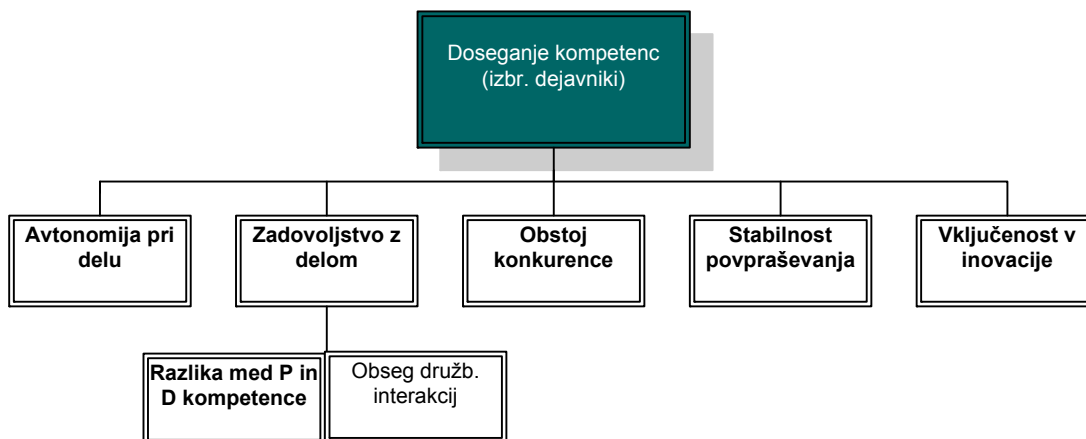 Doseganje kompetenc
(izbr. dejavniki)
Avtonomija pri
delu
Zadovoljstvo z
delom
Obstoj
konkurence
Stabilnost
povpraševanja
Vključenost v
inovacije
Razlika med P in
D kompetence
Obseg družb.
interakcij